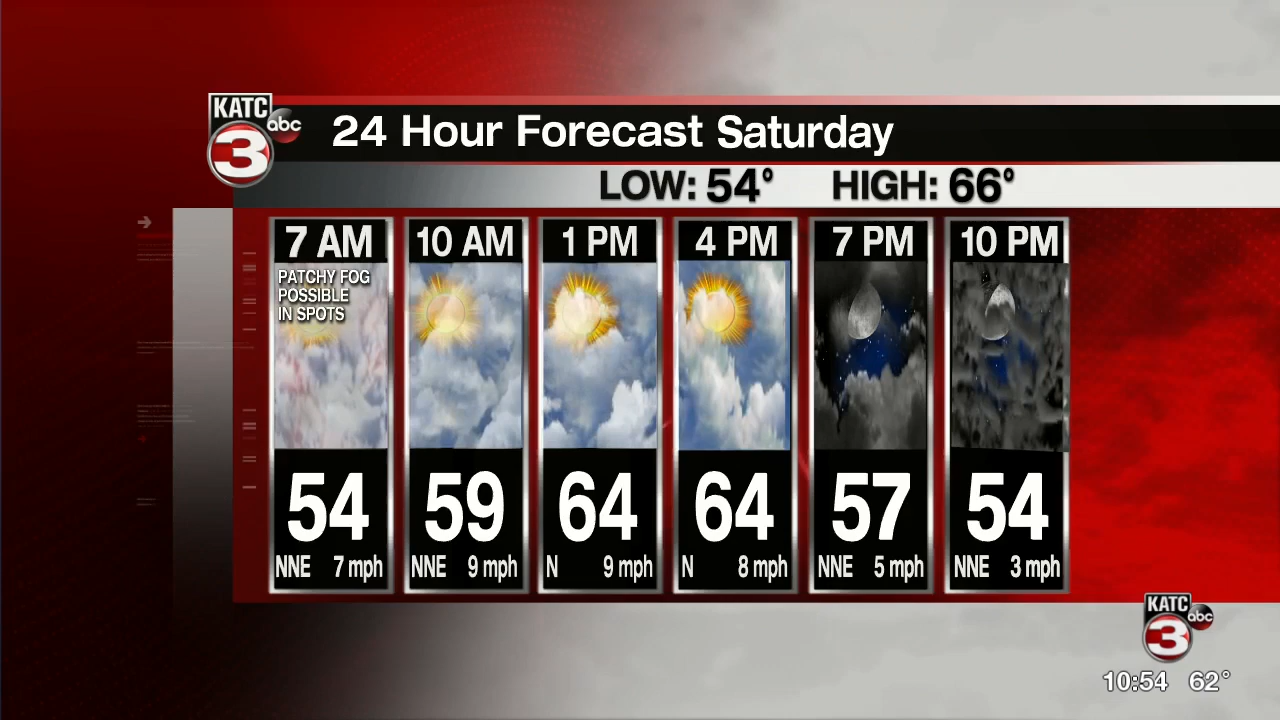 KATC
abc
3
24 Hour Forecast Saturday
LOW: 54° HIGH: 66°
7 AM
PATCHY FOG
POSSIBLE
IN SPOTS
54
NNE 7 mph
10 AM
59
NNE 9 mph
1 PM
64
N 9 mph
4 PM
64
N 8 mph
7 PM
57
NNE 5 mph
10 PM
54
NNE 3 mph
KATC
abc
3
10:54 62°